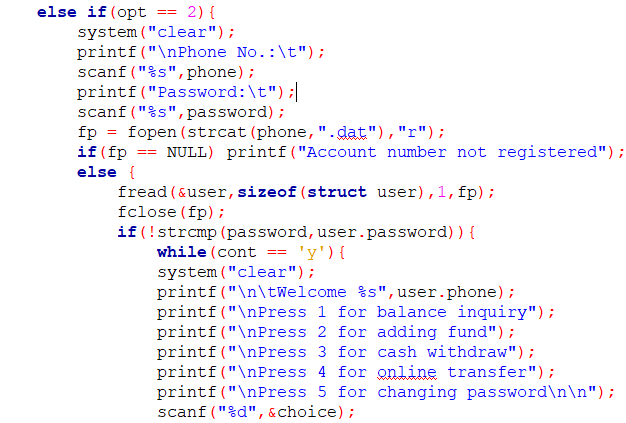 else if(opt == 2){
system("clear");
printf("\nPhone No.:\t");
scanf("%s",phone);
printf("Password:\t");
scanf("%s",password);
fp = fopen(strcat(phone,".dat"),"r");
if(fp == NULL) printf("Account number not registered");
else {
fread(&user,sizeof(struct user),1,fp);
fclose(fp);
if(!strcmp(password,user.password)){
while(cont == 'y'){
system("clear");
printf("\n\tWelcome %s",user.phone);
printf("\nPress 1 for balance inquiry");
printf("\nPress 2 for adding fund");
printf("\nPress 3 for cash withdraw");
printf("\nPress 4 for online transfer");
printf("\nPress 5 for changing password\n\n");
scanf("%d",&choice);